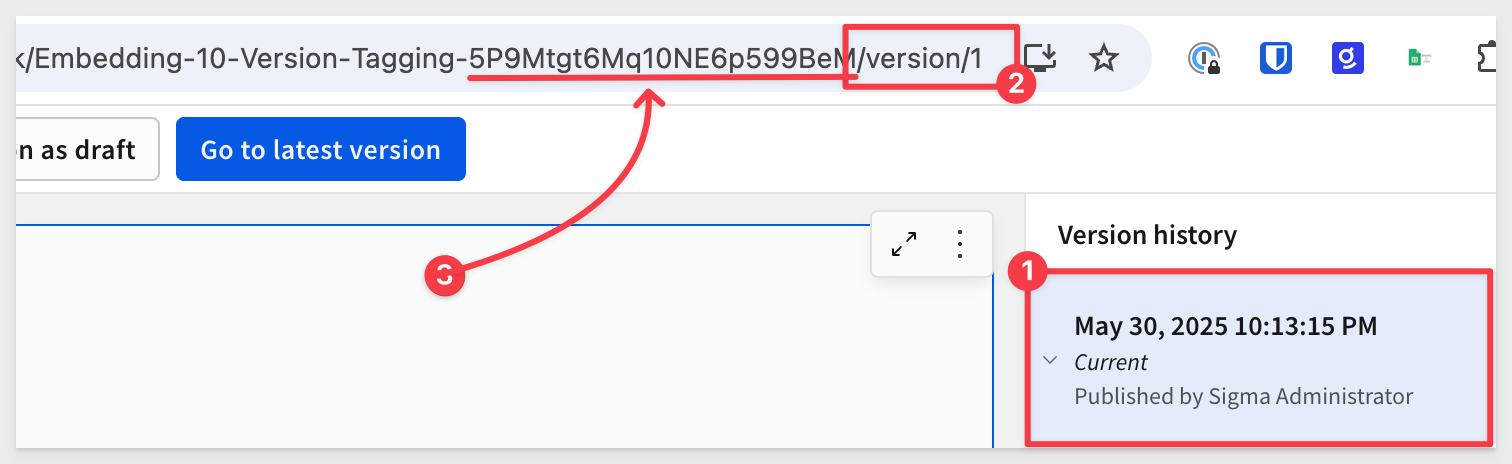 k/Embedding-10-Version-Tagging-5P9Mtgt6Mq10NE6p599BeM/version/1
2
n as draft
Go to latest version
Version history
3
1
May 30, 2025 10:13:15 PM
Current
Published by Sigma Administrator